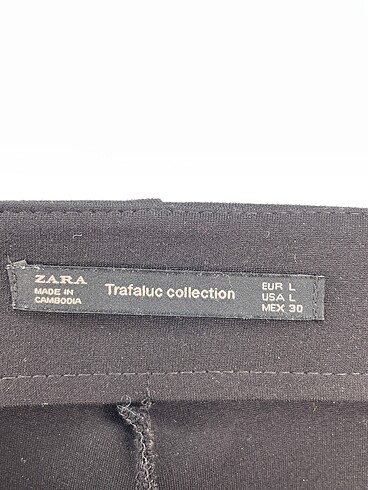 ZARA
MADE IN
CAMBODIA
Trafaluc collection
EUR L
USA L
MEX 30